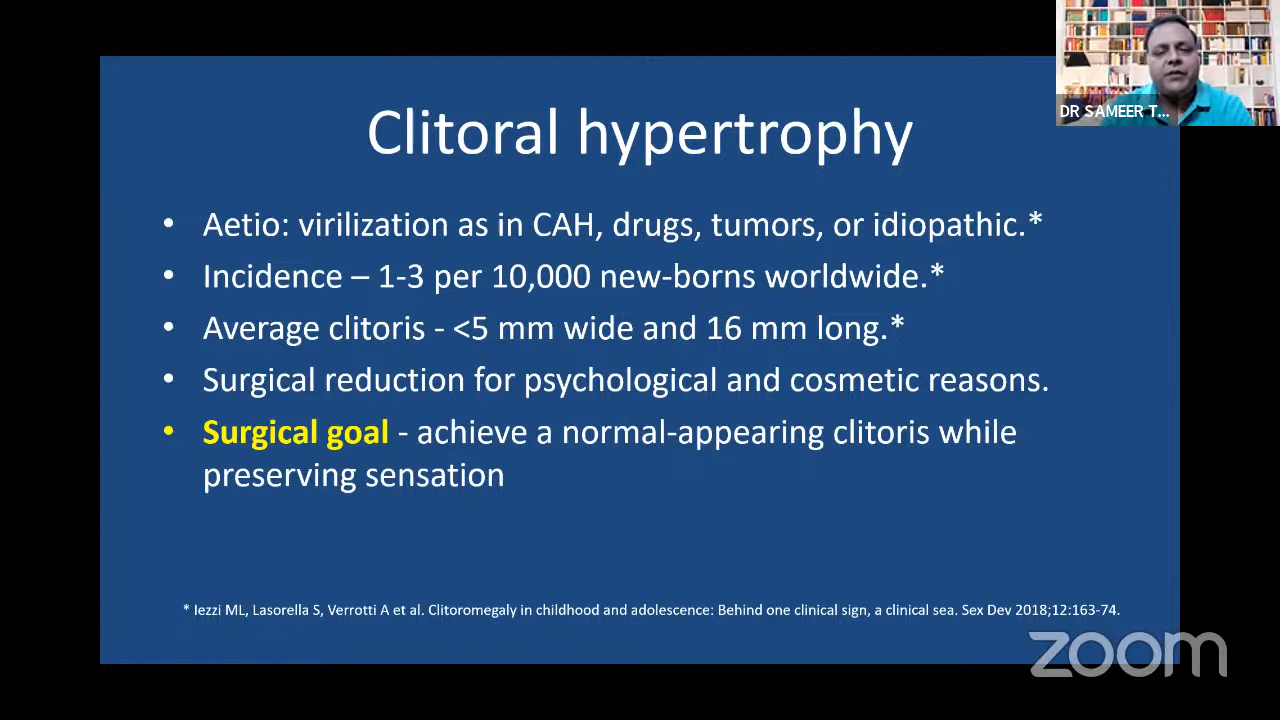 DR SAMEER T...
Clitoral hypertrophy
• Aetio: virilization as in CAH, drugs, tumors, or idiopathic.*
• Incidence – 1-3 per 10,000 new-borns worldwide.*
• Average clitoris - <5 mm wide and 16 mm long.*
• Surgical reduction for psychological and cosmetic reasons.
• Surgical goal - achieve a normal-appearing clitoris while
preserving sensation
* Iezzi ML, Lasorella S, Verrotti A et al. Clitoromegaly in childhood and adolescence: Behind one clinical sign, a clinical sea. Sex Dev 2018;12:163-74.
zoom